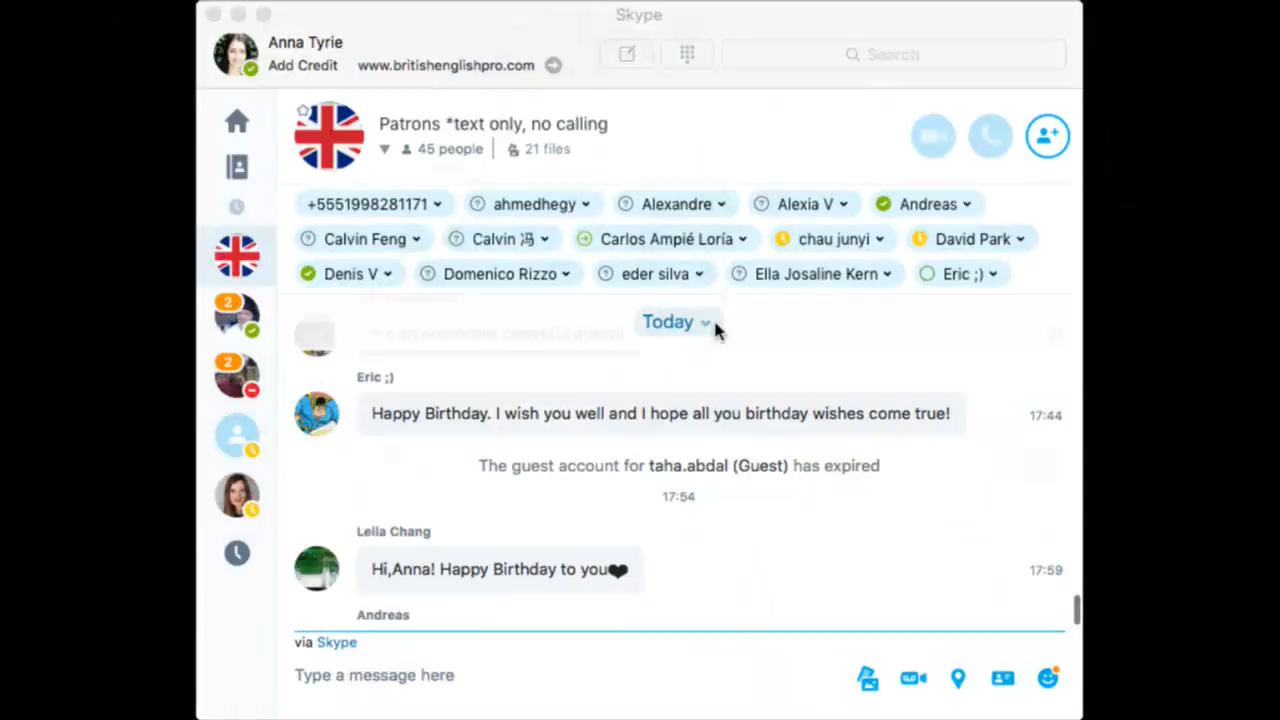 Skype
Anna Tyrie
Add Credit www.britishenglishpro.com
Search
Patrons *text only, no calling
45 people 21 files
+5551998281171 ahmedhegy Alexandre Alexia V Andreas
Calvin Feng Calvin 冯 Carlos Ampié Loría chau junyi David Park
Denis V Domenico Rizzo eder silva Ella Josaline Kern Eric ;)
2
2
Today
Eric ;)
Happy Birthday. I wish you well and I hope all you birthday wishes come true! 17:44
The guest account for taha.abdal (Guest) has expired
17:54
Leila Chang
Hi,Anna! Happy Birthday to you❤ 17:59
Andreas
via Skype
Type a message here